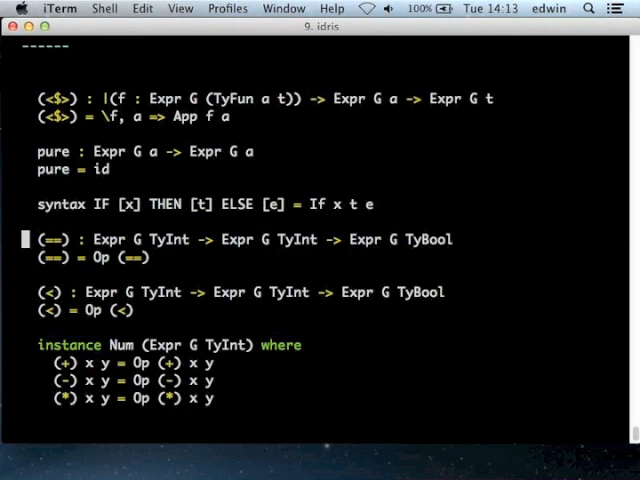 iTerm Shell Edit View Profiles Window Help 100% Tue 14:13 edwin
9. idris
------
(<$>) : |(f : Expr G (TyFun a t)) -> Expr G a -> Expr G t
(<$>) = \f, a => App f a
pure : Expr G a -> Expr G a
pure = id
syntax IF [x] THEN [t] ELSE [e] = If x t e
(==) : Expr G TyInt -> Expr G TyInt -> Expr G TyBool
(==) = Op (==)
(<) : Expr G TyInt -> Expr G TyInt -> Expr G TyBool
(<) = Op (<)
instance Num (Expr G TyInt) where
(+) x y = Op (+) x y
(-) x y = Op (-) x y
(*) x y = Op (*) x y